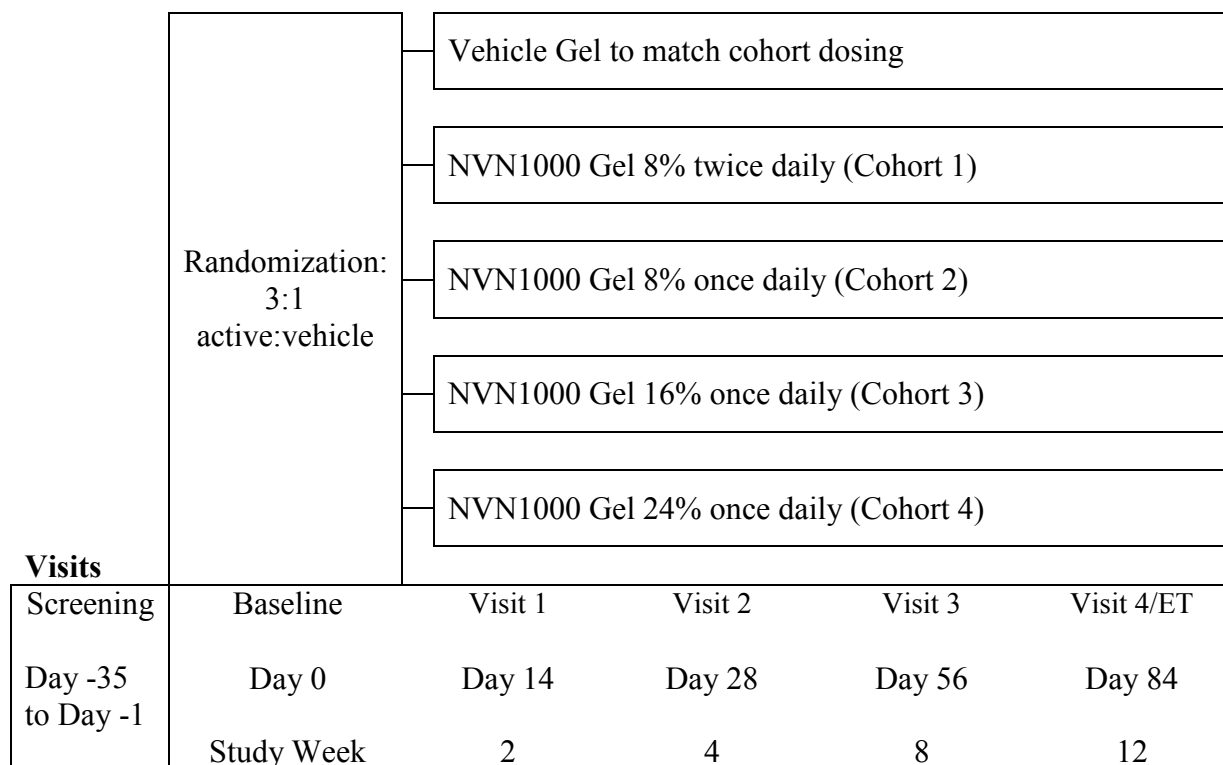 Vehicle Gel to match cohort dosing
NVN1000 Gel 8% twice daily (Cohort 1)
Randomization:
3:1
active:vehicle
NVN1000 Gel 8% once daily (Cohort 2)
NVN1000 Gel 16% once daily (Cohort 3)
NVN1000 Gel 24% once daily (Cohort 4)
Visits
Screening Baseline Visit 1 Visit 2 Visit 3 Visit 4/ET
Day -35 Day 0 Day 14 Day 28 Day 56 Day 84
to Day -1
Study Week 2 4 8 12